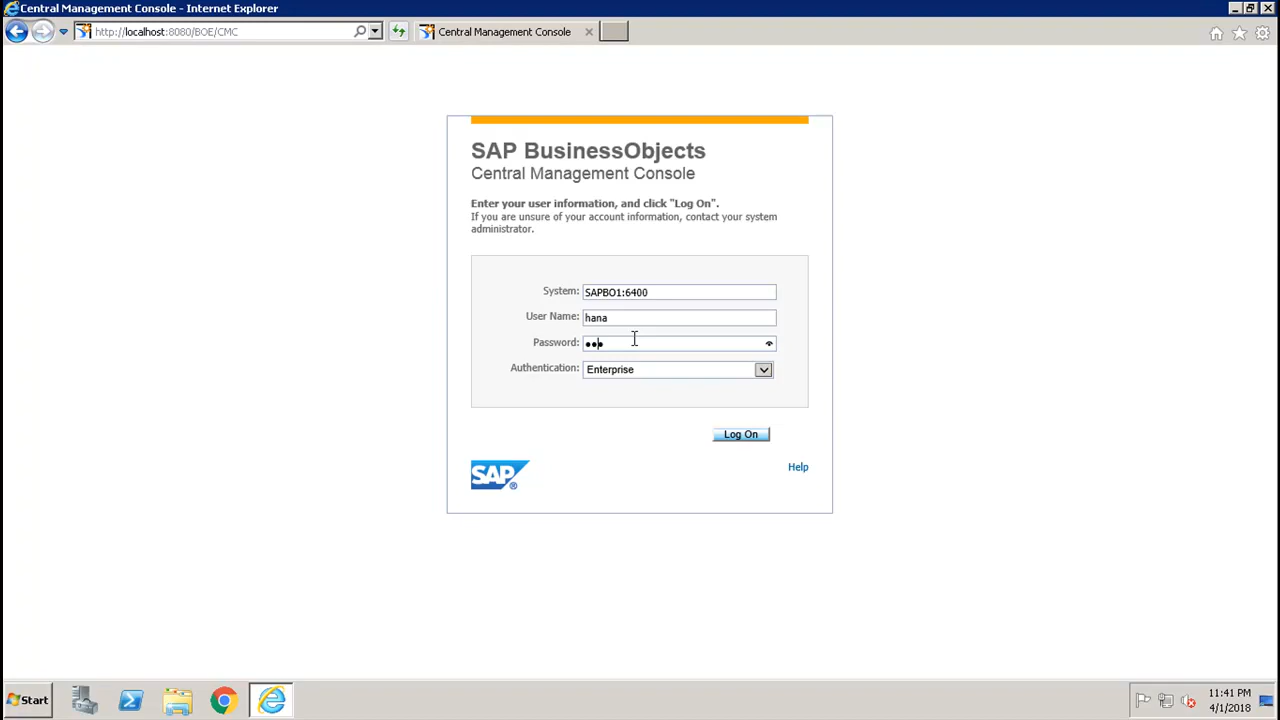 Central Management Console - Internet Explorer
http://localhost:8080/BOE/CMC
Central Management Console
SAP BusinessObjects
Central Management Console
Enter your user information, and click "Log On".
If you are unsure of your account information, contact your system
administrator.
System: SAPBO1:6400
User Name: hana
Password: •••
Authentication: Enterprise
Log On
SAP®
Help
Start
11:41 PM
4/1/2018